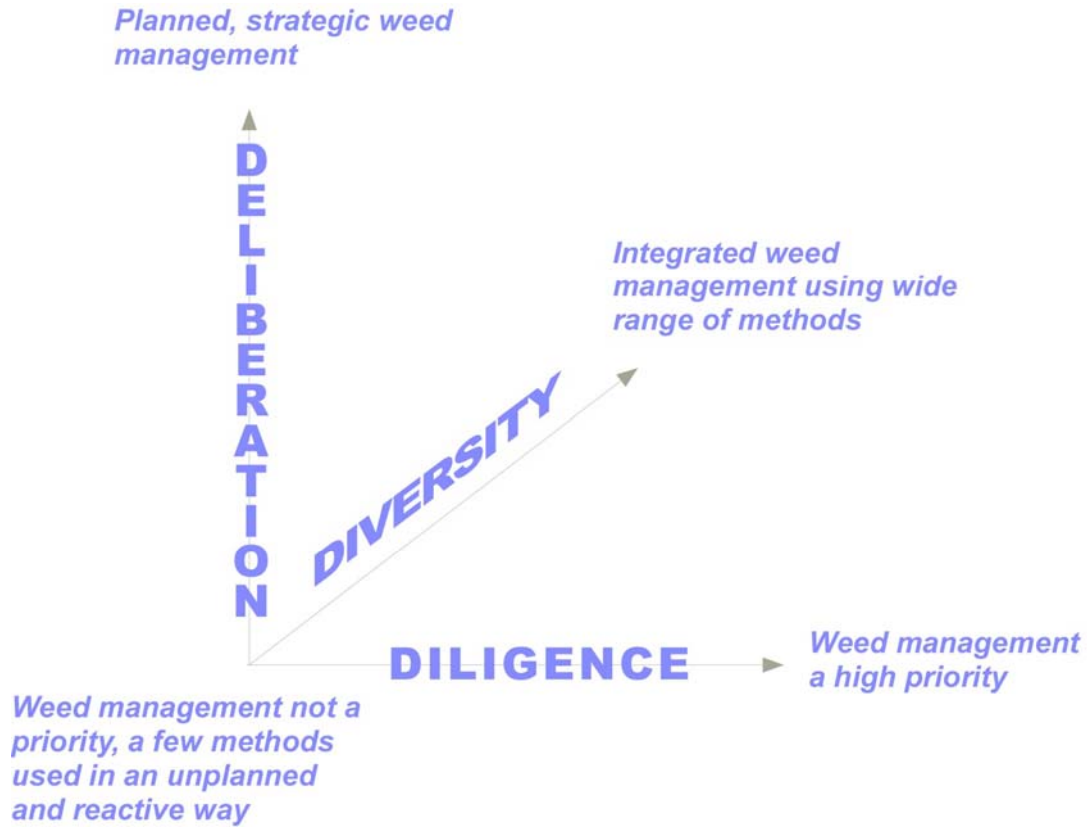 Planned, strategic weed
management
DELIBERATION
Integrated weed
management using wide
range of methods
DIVERSITY
DILIGENCE
Weed management
a high priority
Weed management not a
priority, a few methods
used in an unplanned
and reactive way